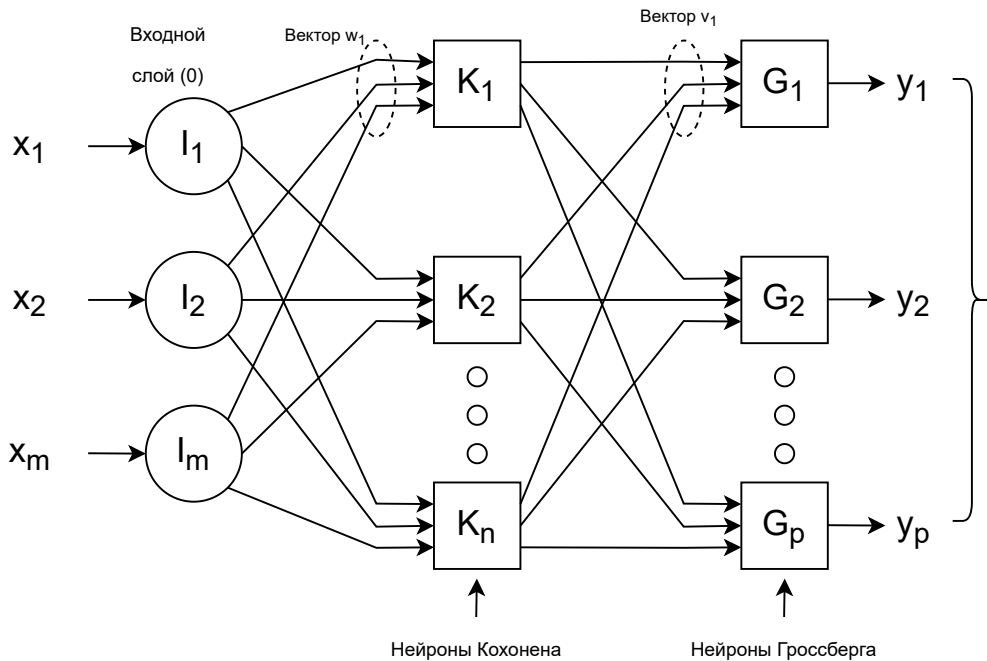 Входной
слой (0)
Вектор w1
Вектор v1
x1
I1
K1
G1
y1
x2
I2
K2
G2
y2
xm
Im
Kn
Gp
yp
Нейроны Кохонена
Нейроны Гроссберга